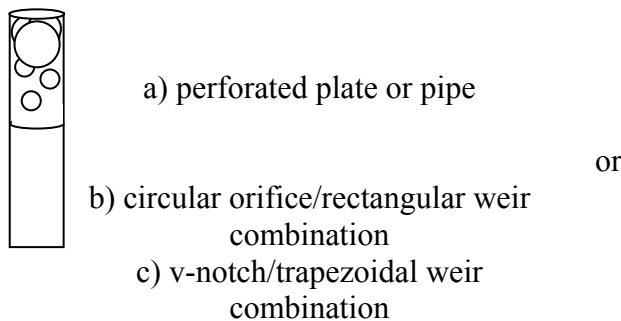 a) perforated plate or pipe
or
b) circular orifice/rectangular weir
combination
c) v-notch/trapezoidal weir
combination